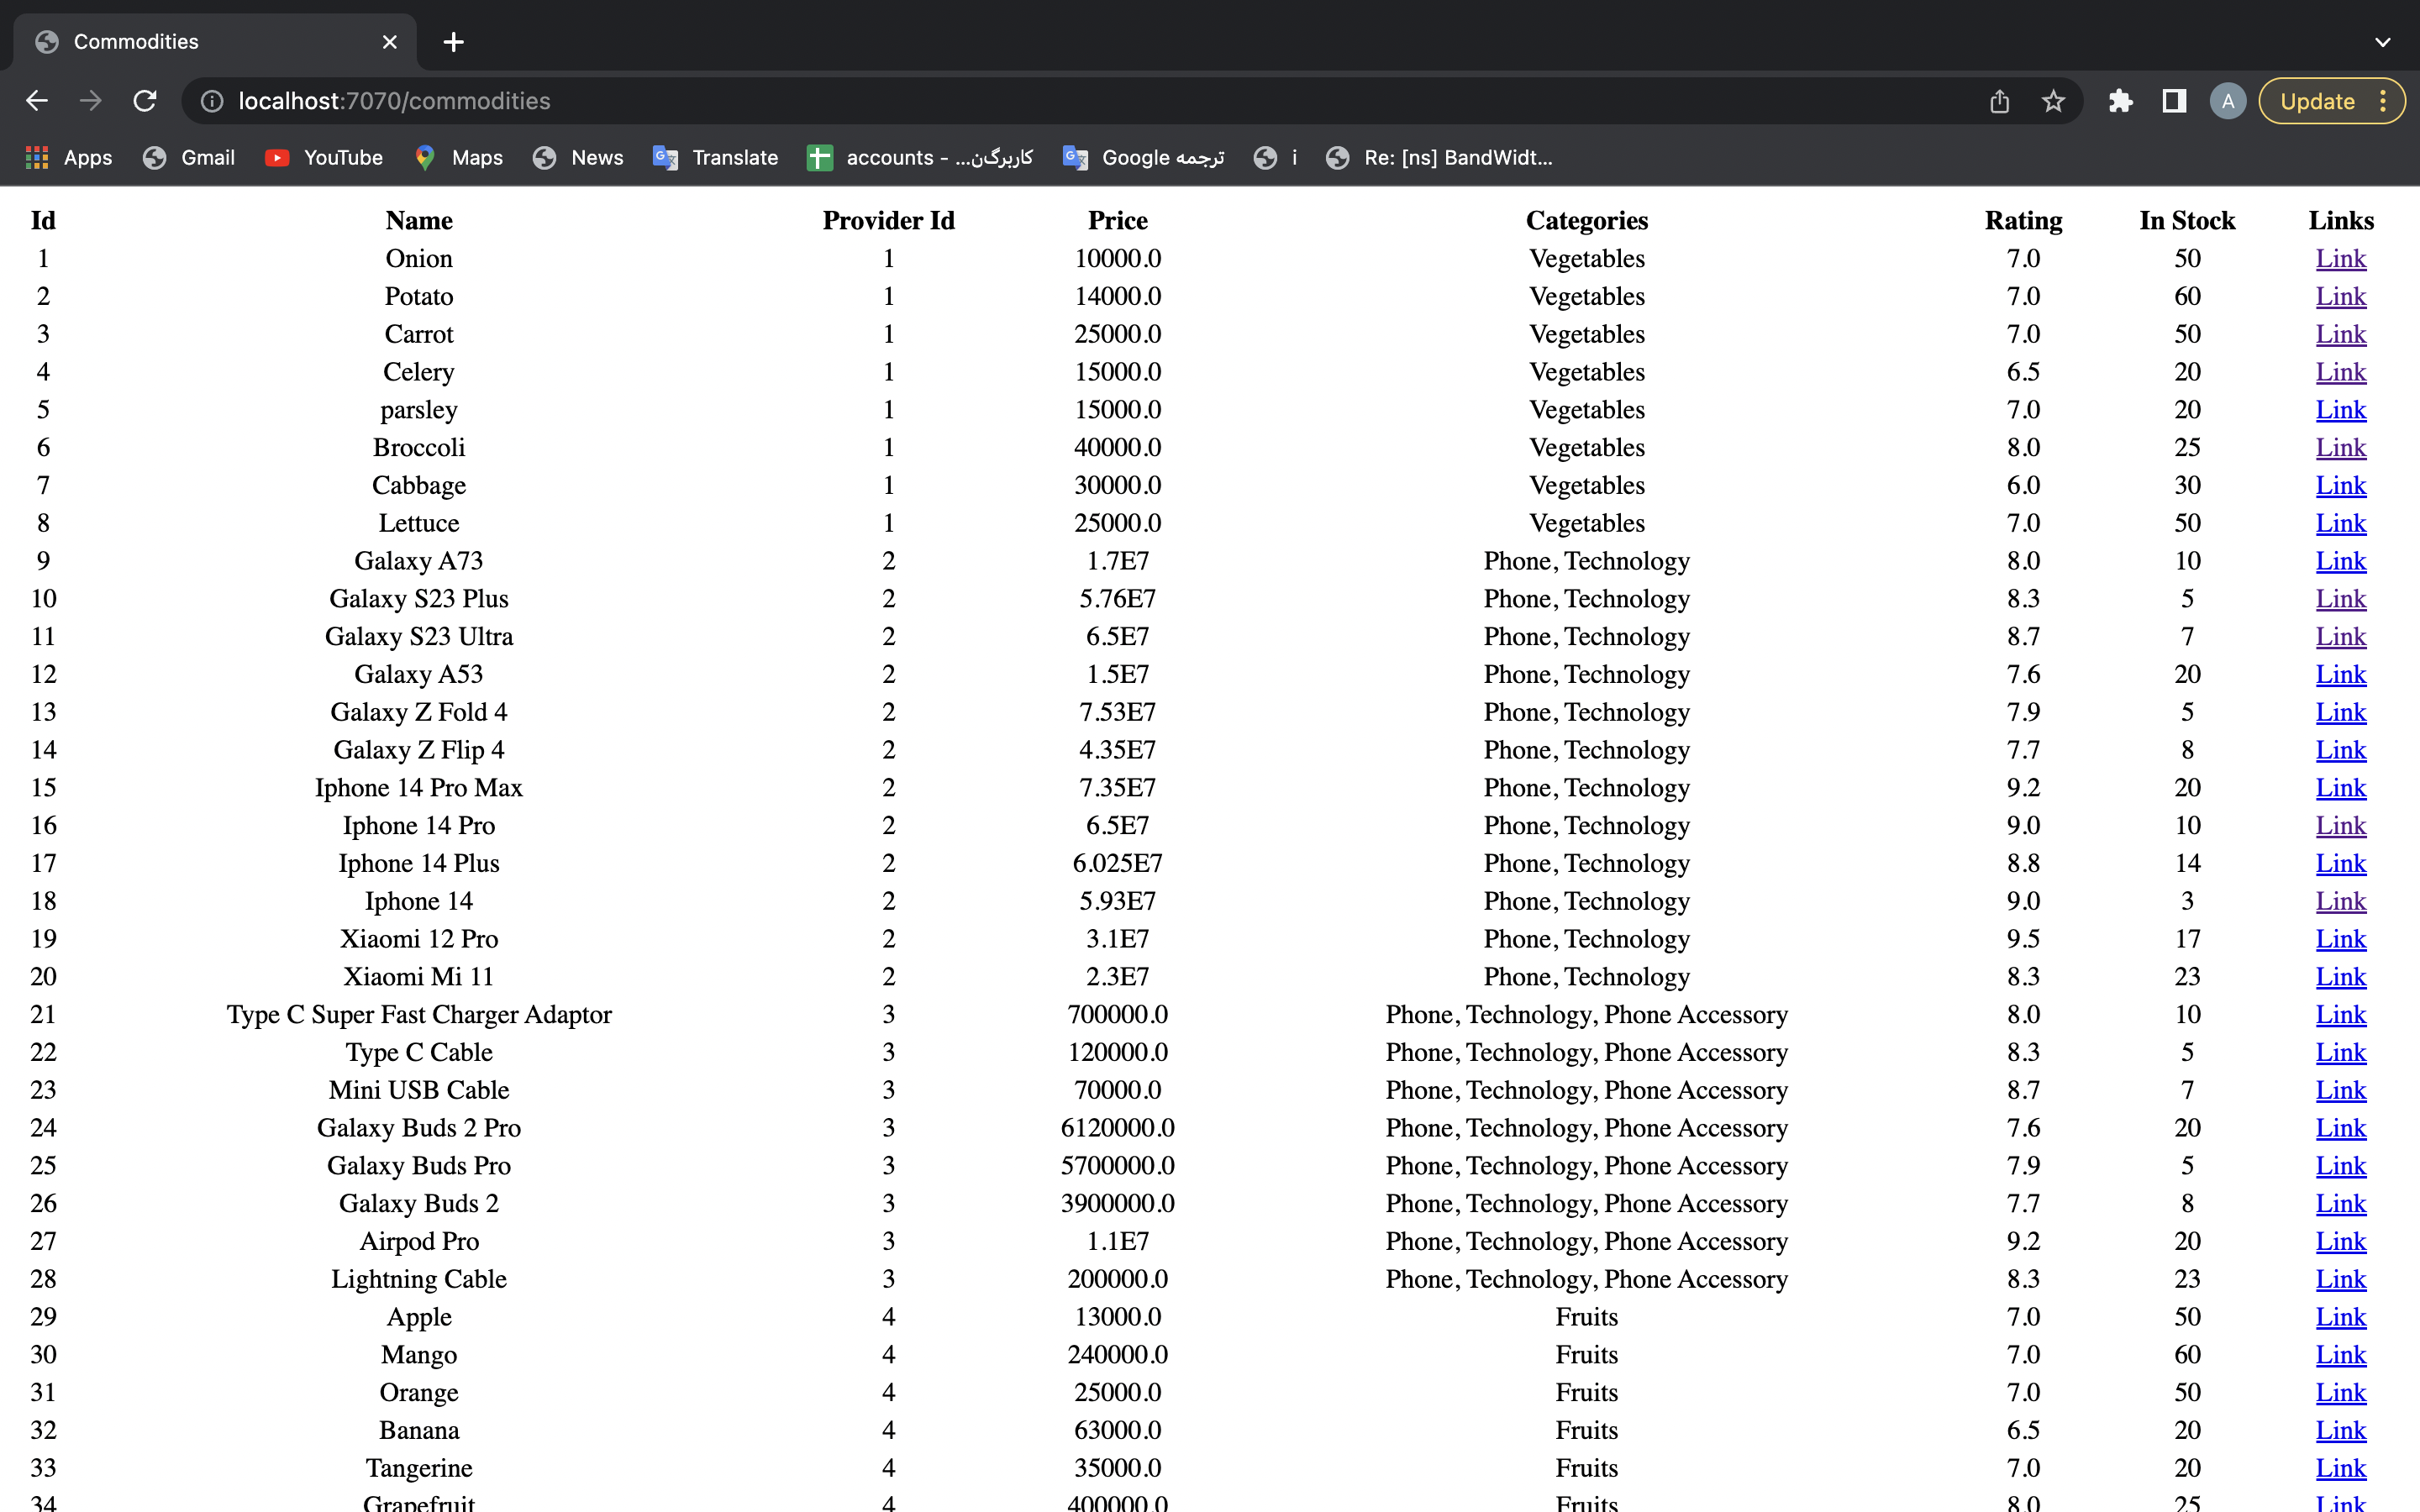 Commodities
localhost:7070/commodities
A
Update
Apps Gmail YouTube Maps News Translate accounts - ...کاربرگ‌ن ترجمه Google i Re: [ns] BandWidt...
Id Name Provider Id Price Categories Rating In Stock Links
1 Onion 1 10000.0 Vegetables 7.0 50 Link
2 Potato 1 14000.0 Vegetables 7.0 60 Link
3 Carrot 1 25000.0 Vegetables 7.0 50 Link
4 Celery 1 15000.0 Vegetables 6.5 20 Link
5 parsley 1 15000.0 Vegetables 7.0 20 Link
6 Broccoli 1 40000.0 Vegetables 8.0 25 Link
7 Cabbage 1 30000.0 Vegetables 6.0 30 Link
8 Lettuce 1 25000.0 Vegetables 7.0 50 Link
9 Galaxy A73 2 1.7E7 Phone, Technology 8.0 10 Link
10 Galaxy S23 Plus 2 5.76E7 Phone, Technology 8.3 5 Link
11 Galaxy S23 Ultra 2 6.5E7 Phone, Technology 8.7 7 Link
12 Galaxy A53 2 1.5E7 Phone, Technology 7.6 20 Link
13 Galaxy Z Fold 4 2 7.53E7 Phone, Technology 7.9 5 Link
14 Galaxy Z Flip 4 2 4.35E7 Phone, Technology 7.7 8 Link
15 Iphone 14 Pro Max 2 7.35E7 Phone, Technology 9.2 20 Link
16 Iphone 14 Pro 2 6.5E7 Phone, Technology 9.0 10 Link
17 Iphone 14 Plus 2 6.025E7 Phone, Technology 8.8 14 Link
18 Iphone 14 2 5.93E7 Phone, Technology 9.0 3 Link
19 Xiaomi 12 Pro 2 3.1E7 Phone, Technology 9.5 17 Link
20 Xiaomi Mi 11 2 2.3E7 Phone, Technology 8.3 23 Link
21 Type C Super Fast Charger Adaptor 3 700000.0 Phone, Technology, Phone Accessory 8.0 10 Link
22 Type C Cable 3 120000.0 Phone, Technology, Phone Accessory 8.3 5 Link
23 Mini USB Cable 3 70000.0 Phone, Technology, Phone Accessory 8.7 7 Link
24 Galaxy Buds 2 Pro 3 6120000.0 Phone, Technology, Phone Accessory 7.6 20 Link
25 Galaxy Buds Pro 3 5700000.0 Phone, Technology, Phone Accessory 7.9 5 Link
26 Galaxy Buds 2 3 3900000.0 Phone, Technology, Phone Accessory 7.7 8 Link
27 Airpod Pro 3 1.1E7 Phone, Technology, Phone Accessory 9.2 20 Link
28 Lightning Cable 3 200000.0 Phone, Technology, Phone Accessory 8.3 23 Link
29 Apple 4 13000.0 Fruits 7.0 50 Link
30 Mango 4 240000.0 Fruits 7.0 60 Link
31 Orange 4 25000.0 Fruits 7.0 50 Link
32 Banana 4 63000.0 Fruits 6.5 20 Link
33 Tangerine 4 35000.0 Fruits 7.0 20 Link
34 Grapefruit 4 400000.0 Fruits 8.0 25 Link